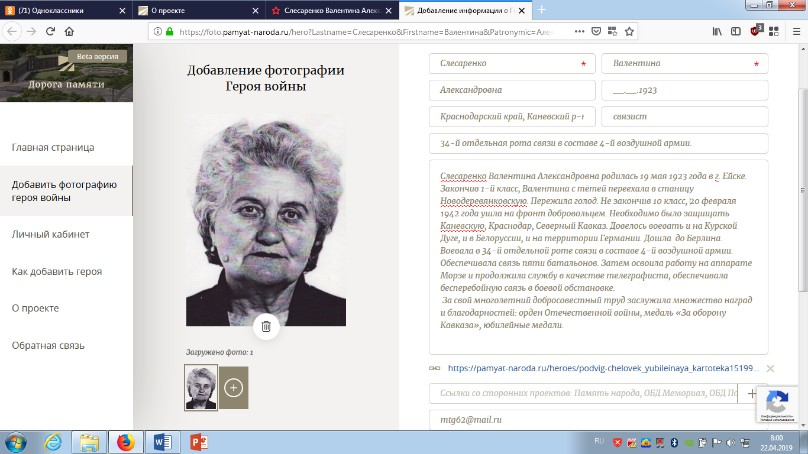 (71) Одноклассники
О проекте
Слесаренко Валентина Алекс
Добавление информации о Г
https://foto.pamyat-naroda.ru/hero?Lastname=Слесаренко&Firstname=Валентина&Patronymic=Але
Beta версия
Дорога памяти
Главная страница
Добавить фотографию
героя войны
Личный кабинет
Как добавить героя
О проекте
Обратная связь
Добавление фотографии
Героя войны
Загружено фото: 1
Слесаренко *
Валентина *
Александровна
__.__.1923
Краснодарский край, Каневский р-н
связист
34-й отдельная рота связи в составе 4-й воздушной армии.
Слесаренко Валентина Александровна родилась 19 мая 1923 года в г. Ейске.
Закончив 1-й класс, Валентина с тетей переехала в станицу
Новодеревянковскую. Пережила голод. Не закончив 10 класс, 20 февраля
1942 года ушла на фронт добровольцем. Необходимо было защищать
Каневскую, Краснодар, Северный Кавказ. Довелось воевать и на Курской
Дуге, и в Белоруссии, и на территории Германии. Дошла до Берлина.
Воевала в 34-й отдельной роте связи в составе 4-й воздушной армии.
Обеспечивала связь пяти батальонов. Затем освоила работу на аппарате
Морзе и продолжила службу в качестве телеграфиста, обеспечивала
бесперебойную связь в боевой обстановке.
За свой многолетний добросовестный труд заслужила множество наград
и благодарностей: орден Отечественной войны, медаль «За оборону
Кавказа», юбилейные медали.
https://pamyat-naroda.ru/heroes/podvig-chelovek_yubileinaya_kartoteka15199...
Ссылки со сторонних проектов: Память народа, ОБД Мемориал, ОБД По
mtg62@mail.ru
RU
8:00
22.04.2019